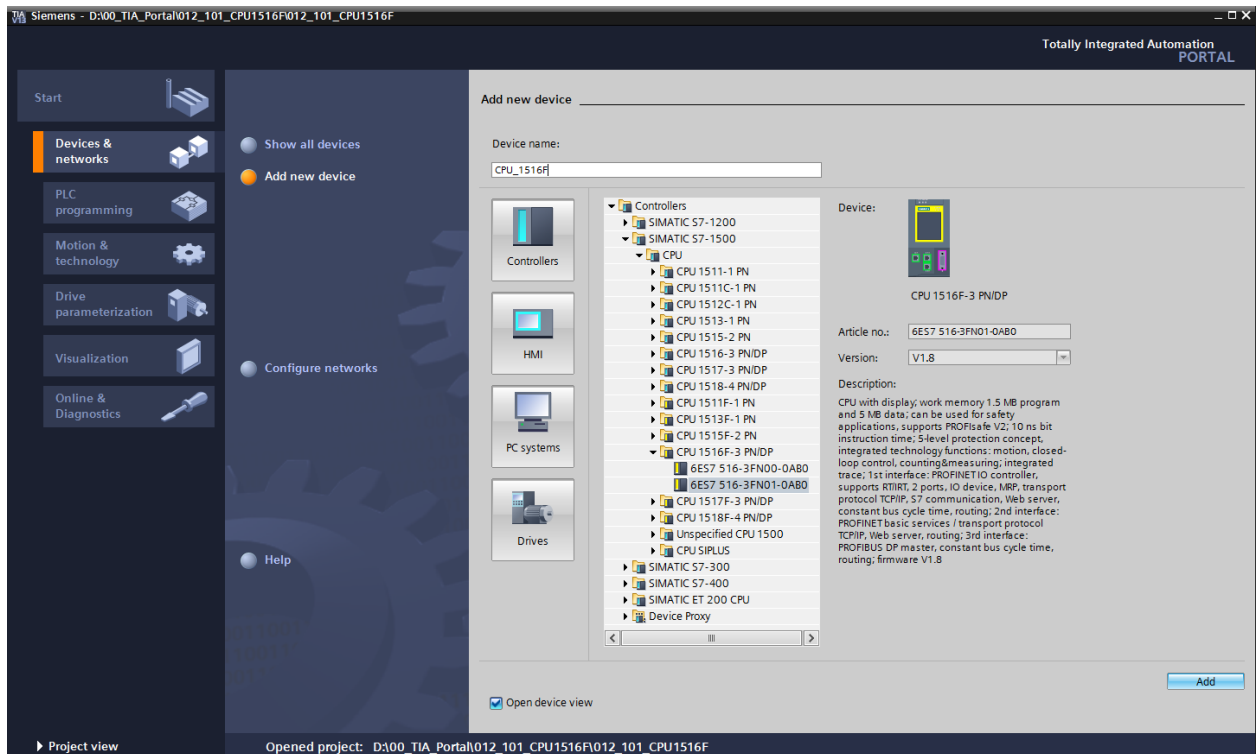 Siemens - D:\00_TIA_Portal\012_101_CPU1516F\012_101_CPU1516F
Totally Integrated Automation
PORTAL
Start
Devices &
networks
PLC
programming
Motion &
technology
Drive
parameterization
Visualization
Online &
Diagnostics
Show all devices
Add new device
Configure networks
Help
Add new device
Device name:
CPU_1516F
Controllers
HMI
PC systems
Drives
Controllers
SIMATIC S7-1200
SIMATIC S7-1500
CPU
CPU 1511-1 PN
CPU 1511C-1 PN
CPU 1512C-1 PN
CPU 1513-1 PN
CPU 1515-2 PN
CPU 1516-3 PN/DP
CPU 1517-3 PN/DP
CPU 1518-4 PN/DP
CPU 1511F-1 PN
CPU 1513F-1 PN
CPU 1515F-2 PN
CPU 1516F-3 PN/DP
6ES7 516-3FN00-0AB0
6ES7 516-3FN01-0AB0
CPU 1517F-3 PN/DP
CPU 1518F-4 PN/DP
Unspecified CPU 1500
CPU SIPLUS
SIMATIC S7-300
SIMATIC S7-400
SIMATIC ET 200 CPU
Device Proxy
Device:
CPU 1516F-3 PN/DP
Article no.: 6ES7 516-3FN01-0AB0
Version: V1.8
Description:
CPU with display; work memory 1.5 MB program
and 5 MB data; can be used for safety
applications, supports PROFIsafe V2; 10 ns bit
instruction time; 5-level protection concept,
integrated technology functions: motion, closed-
loop control, counting&measuring; integrated
trace; 1st interface: PROFINET IO controller,
supports RT/IRT, 2 ports, IO device, MRP, transport
protocol TCP/IP, S7 communication, Web server,
constant bus cycle time, routing; 2nd interface:
PROFINET basic services / transport protocol
TCP/IP, Web server, routing; 3rd interface:
PROFIBUS DP master, constant bus cycle time,
routing; firmware V1.8
Open device view
Add
Project view
Opened project: D:\00_TIA_Portal\012_101_CPU1516F\012_101_CPU1516F